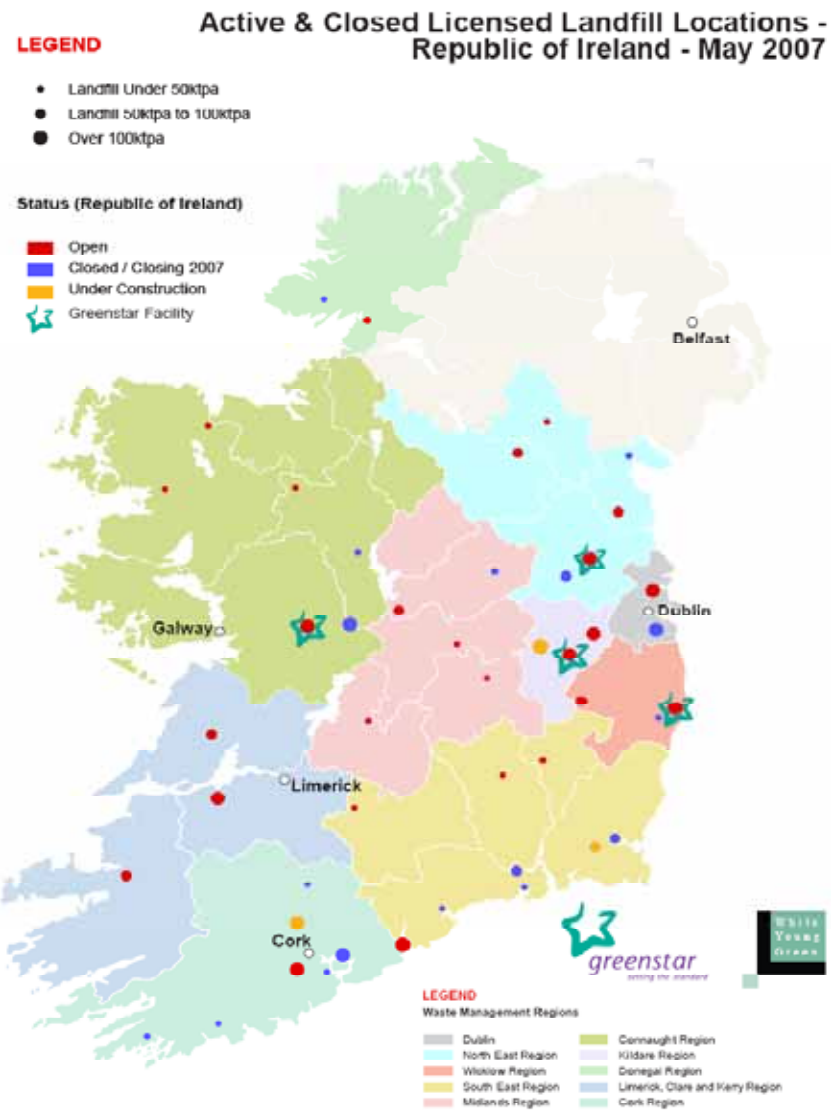 Active & Closed Licensed Landfill Locations -
Republic of Ireland - May 2007
LEGEND
Landfill Under 50ktpa
Landfill 50ktpa to 100ktpa
Over 100ktpa
Status (Republic of Ireland)
Open
Closed / Closing 2007
Under Construction
Greenstar Facility
Belfast
Dublin
Galway
Limerick
Cork
greenstar
setting the standard
White
Young
Green
LEGEND
Waste Management Regions
Dublin
North East Region
Wicklow Region
South East Region
Midlands Region
Connaught Region
Kildare Region
Donegal Region
Limerick, Clare and Kerry Region
Cork Region